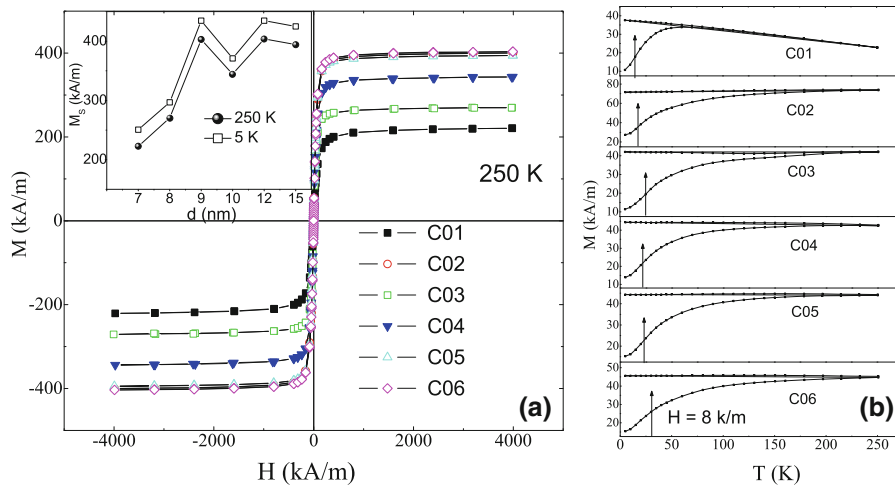 400
200
0
-200
-400
M (kA/m)
-4000 -2000 0 2000 4000
H (kA/m)
250 K
C01
C02
C03
C04
C05
C06
(a)
400
350
300
250
200
M_S (kA/m)
7 8 9 10 12 15
d (nm)
250 K
5 K
40
30
20
10
C01
80
60
40
20
C02
40
30
20
10
C03
40
30
20
10
C04
40
30
20
C05
50
40
30
20
C06
H = 8 k/m
(b)
M (kA/m)
0 50 100 150 200 250
T (K)